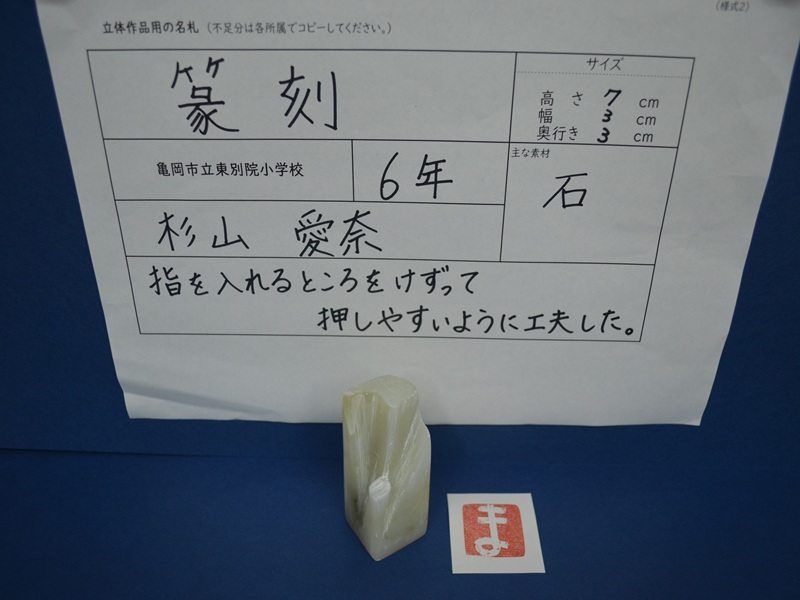 (様式2)
立体作品用の名札(不足分は各所属でコピーしてください。)
篆刻
サイズ
高さ 7 cm
幅 3 cm
奥行き 3 cm
亀岡市立東別院小学校
6年
主な素材
石
杉山 愛奈
指を入れるところをけずって
押しやすいように工夫した。
ま